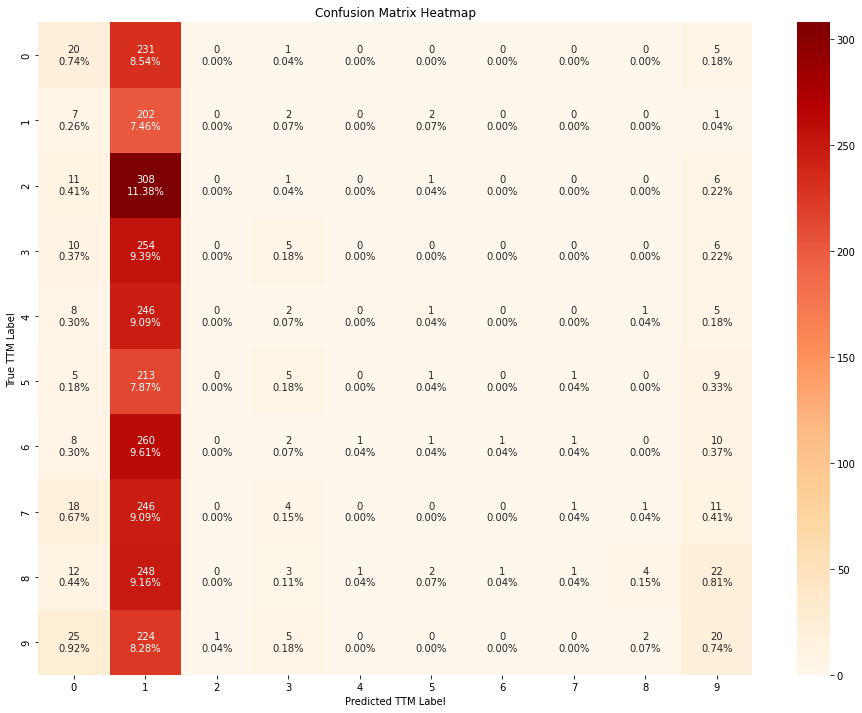 Confusion Matrix Heatmap
20 231 0 1 0 0 0 0 0 5
0.74% 8.54% 0.00% 0.04% 0.00% 0.00% 0.00% 0.00% 0.00% 0.18%
7 202 0 2 0 2 0 0 0 1
0.26% 7.46% 0.00% 0.07% 0.00% 0.07% 0.00% 0.00% 0.00% 0.04%
11 308 0 1 0 1 0 0 0 6
0.41% 11.38% 0.00% 0.04% 0.00% 0.04% 0.00% 0.00% 0.00% 0.22%
10 254 0 5 0 0 0 0 0 6
0.37% 9.39% 0.00% 0.18% 0.00% 0.00% 0.00% 0.00% 0.00% 0.22%
8 246 0 2 0 1 0 0 1 5
0.30% 9.09% 0.00% 0.07% 0.00% 0.04% 0.00% 0.00% 0.04% 0.18%
5 213 0 5 0 1 0 1 0 9
0.18% 7.87% 0.00% 0.18% 0.00% 0.04% 0.00% 0.04% 0.00% 0.33%
8 260 0 2 1 1 1 1 0 10
0.30% 9.61% 0.00% 0.07% 0.04% 0.04% 0.04% 0.04% 0.00% 0.37%
18 246 0 4 0 0 0 1 1 11
0.67% 9.09% 0.00% 0.15% 0.00% 0.00% 0.00% 0.04% 0.04% 0.41%
12 248 0 3 1 2 1 1 4 22
0.44% 9.16% 0.00% 0.11% 0.04% 0.07% 0.04% 0.04% 0.15% 0.81%
25 224 1 5 0 0 0 0 2 20
0.92% 8.28% 0.04% 0.18% 0.00% 0.00% 0.00% 0.00% 0.07% 0.74%
0
1
2
3
4
5
6
7
8
9
True TTM Label
0 1 2 3 4 5 6 7 8 9
Predicted TTM Label
300
250
200
150
100
50
0